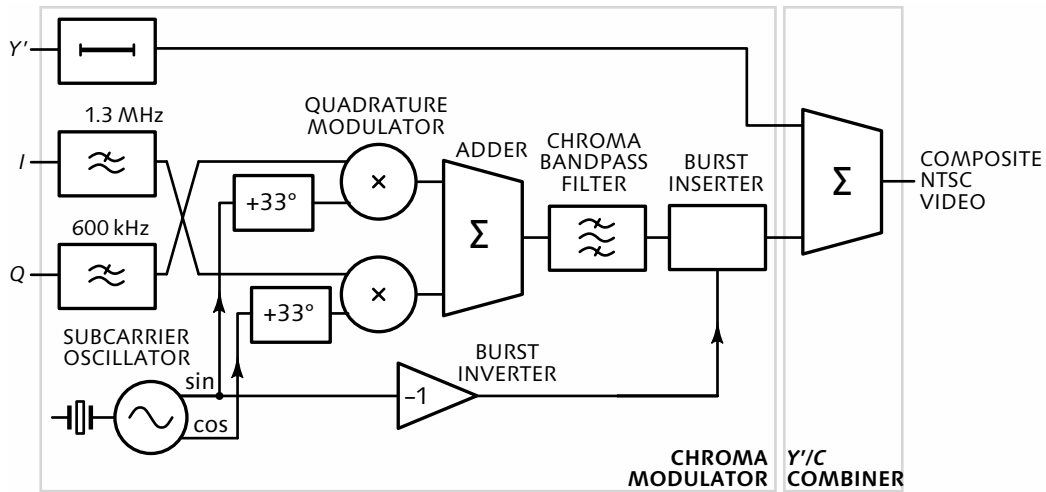 Y'
1.3 MHz
I
600 kHz
Q
QUADRATURE
MODULATOR
×
+33°
×
+33°
ADDER
Σ
CHROMA
BANDPASS
FILTER
BURST
INSERTER
Σ
COMPOSITE
NTSC
VIDEO
SUBCARRIER
OSCILLATOR
sin
cos
BURST
INVERTER
–1
CHROMA
MODULATOR
Y'/C
COMBINER